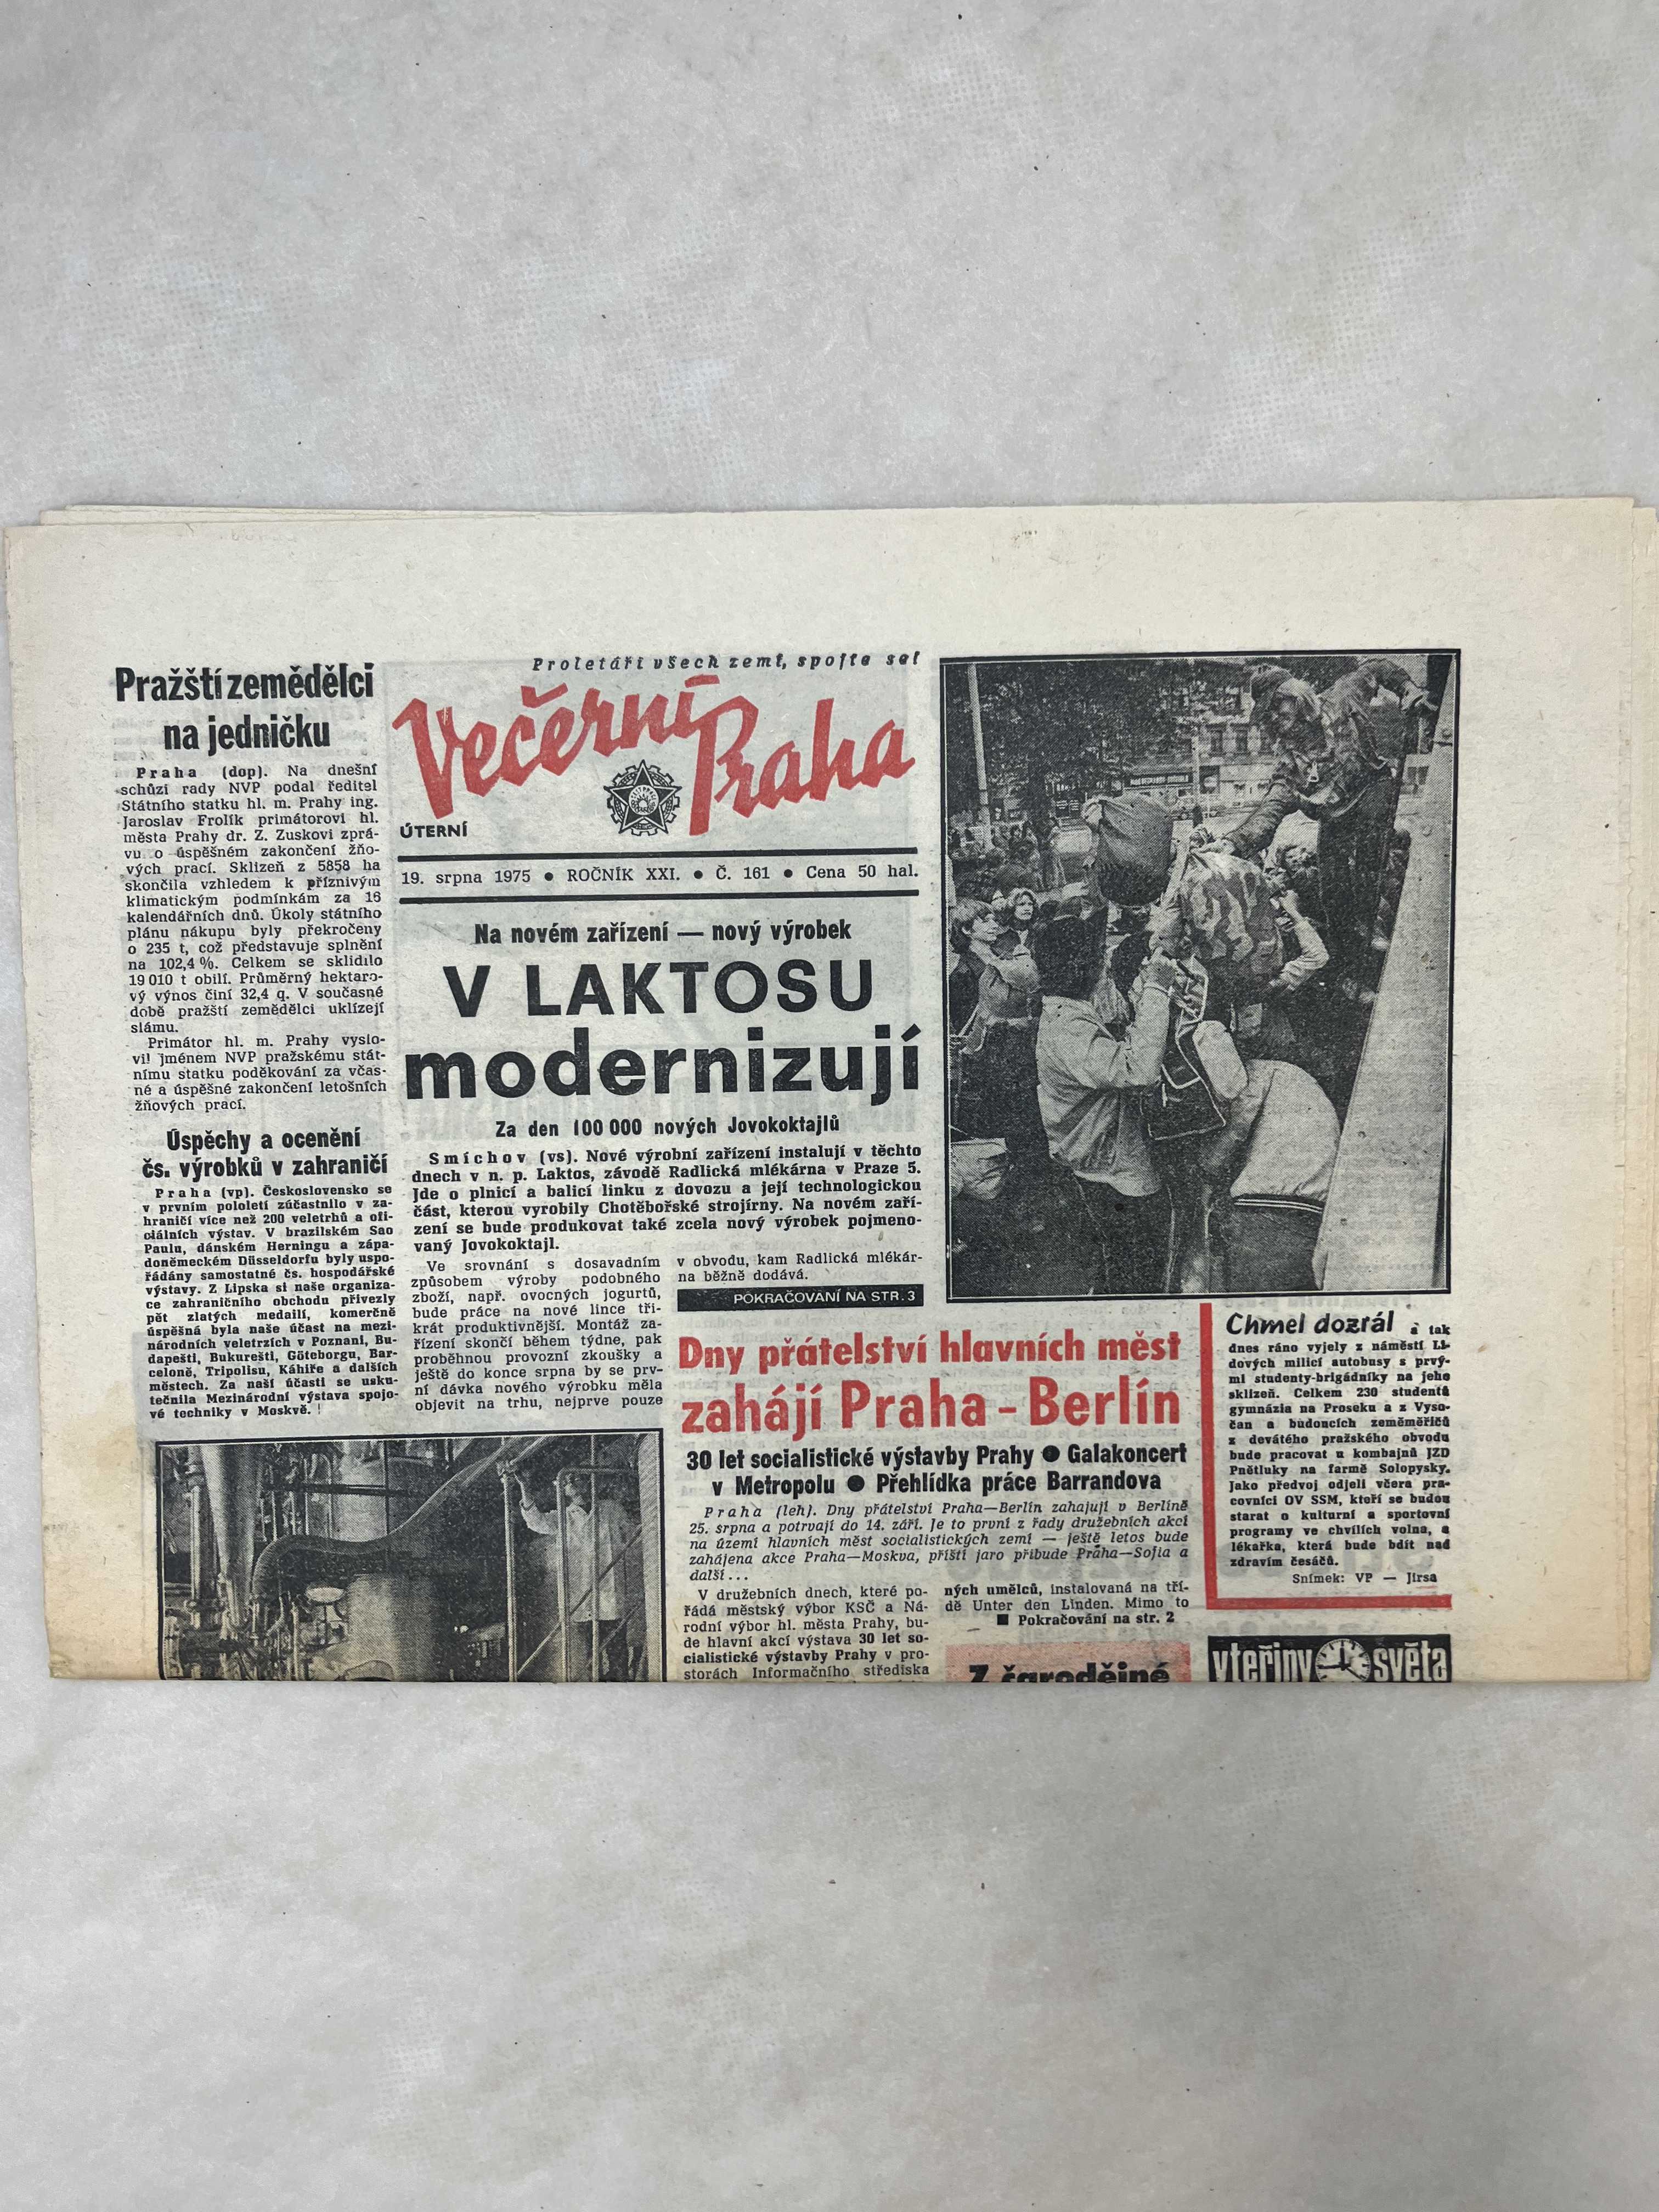 Pražští zemědělci
na jedničku
Praha (dop). Na dnešní
schůzi rady NVP podal ředitel
Státního statku hl. m. Prahy ing.
Jaroslav Frolík primátorovi hl.
města Prahy dr. Z. Zuskovi zprá-
vu o úspěšném zakončení žňo-
vých prací. Sklizeň z 5858 ha
skončila vzhledem k příznivým
klimatickým podmínkám za 16
kalendářních dnů. Úkoly státního
plánu nákupu byly překročeny
o 235 t, což představuje splnění
na 102,4 %. Celkem se sklidilo
19 010 t obilí. Průměrný hektaro-
vý výnos činí 32,4 q. V současné
době pražští zemědělci uklízejí
slámu.
Primátor hl. m. Prahy vyslo-
vil jménem NVP pražskému stát-
nímu statku poděkování za včas-
né a úspěšné zakončení letošních
žňových prací.
Úspěchy a ocenění
čs. výrobků v zahraničí
Praha (vp). Československo se
v prvním pololetí zúčastnilo v za-
hraničí více než 200 veletrhů a ofi-
ciálních výstav. V brazilském Sao
Paulu, dánském Herningu a zápa-
doněmeckém Düsseldorfu byly uspo-
řádány samostatné čs. hospodářské
výstavy. Z Lipska si naše organiza-
ce zahraničního obchodu přivezly
pět zlatých medailí, komerčně
úspěšná byla naše účast na mezi-
národních veletrzích v Poznani, Bu-
dapešti, Bukurešti, Göteborgu, Bar-
celoně, Tripolisu, Káhiře a dalších
městech. Za naší účasti se usku-
tečnila Mezinárodní výstava spojo-
vé techniky v Moskvě.
Proletáři všech zemí, spojte se!
Večerní
Praha
ÚTERNÍ
19. srpna 1975 ● ROČNÍK XXI. ● Č. 161 ● Cena 50 hal.
Na novém zařízení — nový výrobek
V LAKTOSU
modernizují
Za den 100 000 nových Jovokoktajlů
Smíchov (vs). Nové výrobní zařízení instalují v těchto
dnech v n. p. Laktos, závodě Radlická mlékárna v Praze 5.
Jde o plnicí a balicí linku z dovozu a její technologickou
část, kterou vyrobily Chotěbořské strojírny. Na novém zaří-
zení se bude produkovat také zcela nový výrobek pojmeno-
vaný Jovokoktajl.
Ve srovnání s dosavadním
způsobem výroby podobného
zboží, např. ovocných jogurtů,
bude práce na nové lince tři-
krát produktivnější. Montáž za-
řízení skončí během týdne, pak
proběhnou provozní zkoušky a
ještě do konce srpna by se prv-
ní dávka nového výrobku měla
objevit na trhu, nejprve pouze
v obvodu, kam Radlická mlékár-
na běžně dodává.
POKRAČOVÁNÍ NA STR. 3
Dny přátelství hlavních měst
zahájí Praha – Berlín
30 let socialistické výstavby Prahy ● Galakoncert
v Metropolu ● Přehlídka práce Barrandova
Praha (leh). Dny přátelství Praha—Berlín zahajují v Berlíně
25. srpna a potrvají do 14. září. Je to první z řady družebních akcí
na území hlavních měst socialistických zemí — ještě letos bude
zahájena akce Praha—Moskva, příští jaro přibude Praha—Sofia a
další...
V družebních dnech, které po-
řádá městský výbor KSČ a Ná-
rodní výbor hl. města Prahy, bu-
de hlavní akcí výstava 30 let so-
cialistické výstavby Prahy v pro-
storách Informačního střediska
ných umělců, instalovaná na tří-
dě Unter den Linden. Mimo to
■ Pokračování na str. 2
Z čarodějné
Chmel dozrál a tak
dnes ráno vyjely z náměstí Li-
dových milicí autobusy s prvý-
mi studenty-brigádníky na jeho
sklizeň. Celkem 230 studentů
gymnázia na Proseku a z Vyso-
čan a budoucích zeměměřičů
z devátého pražského obvodu
bude pracovat u kombajnů JZD
Pnětluky na farmě Solopysky.
Jako předvoj odjeli včera pra-
covníci OV SSM, kteří se budou
starat o kulturní a sportovní
programy ve chvílích volna, a
lékařka, která bude bdít nad
zdravím česáčů.
Snímek: VP — Jirsa
vteřiny světa